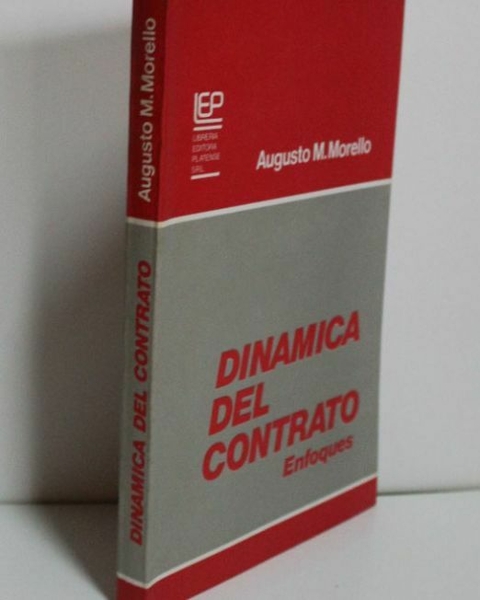 Augusto M. Morello
DINAMICA DEL CONTRATO
LEP
LIBRERIA
EDITORA
PLATENSE
SRL
Augusto M. Morello
DINAMICA
DEL
CONTRATO
Enfoques